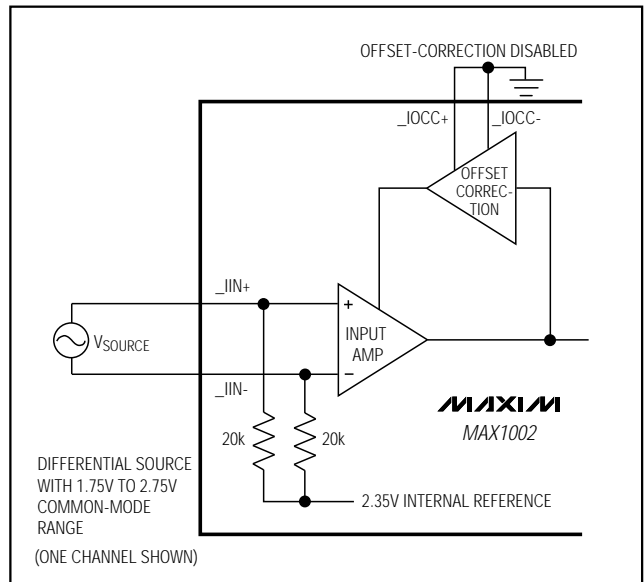 OFFSET-CORRECTION DISABLED
_IOCC+
_IOCC-
OFFSET
CORREC-
TION
_IIN+
+
INPUT
AMP
VSOURCE
−
_IIN-
MAXIM
MAX1002
20k
20k
DIFFERENTIAL SOURCE
WITH 1.75V TO 2.75V
COMMON-MODE
RANGE
2.35V INTERNAL REFERENCE
(ONE CHANNEL SHOWN)